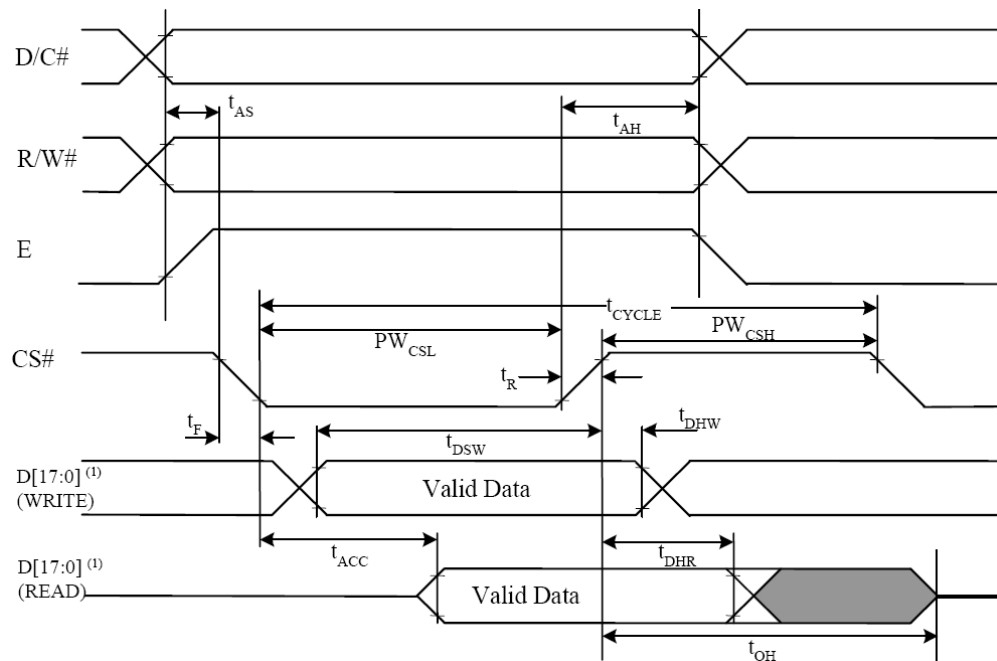 D/C#
t_AS
t_AH
R/W#
E
t_CYCLE
PW_CSL
PW_CSH
CS#
t_R
t_F
t_DSW
t_DHW
D[17:0] (1)
(WRITE)
Valid Data
t_ACC
t_DHR
D[17:0] (1)
(READ)
Valid Data
t_OH